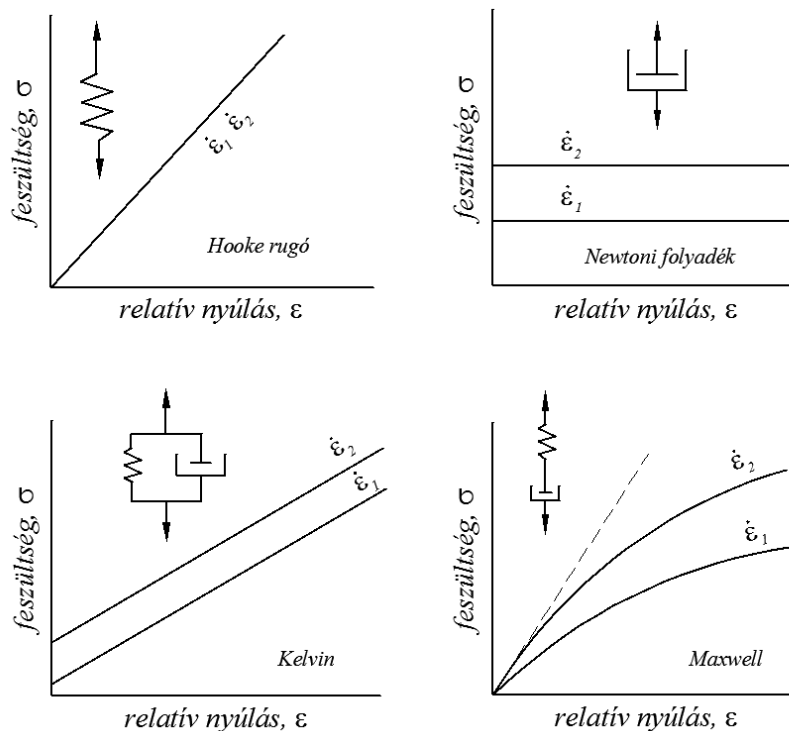 feszültség, σ
ε̇1 ε̇2
Hooke rugó
relatív nyúlás, ε
feszültség, σ
ε̇2
ε̇1
Newtoni folyadék
relatív nyúlás, ε
feszültség, σ
ε̇2
ε̇1
Kelvin
relatív nyúlás, ε
feszültség, σ
ε̇2
ε̇1
Maxwell
relatív nyúlás, ε